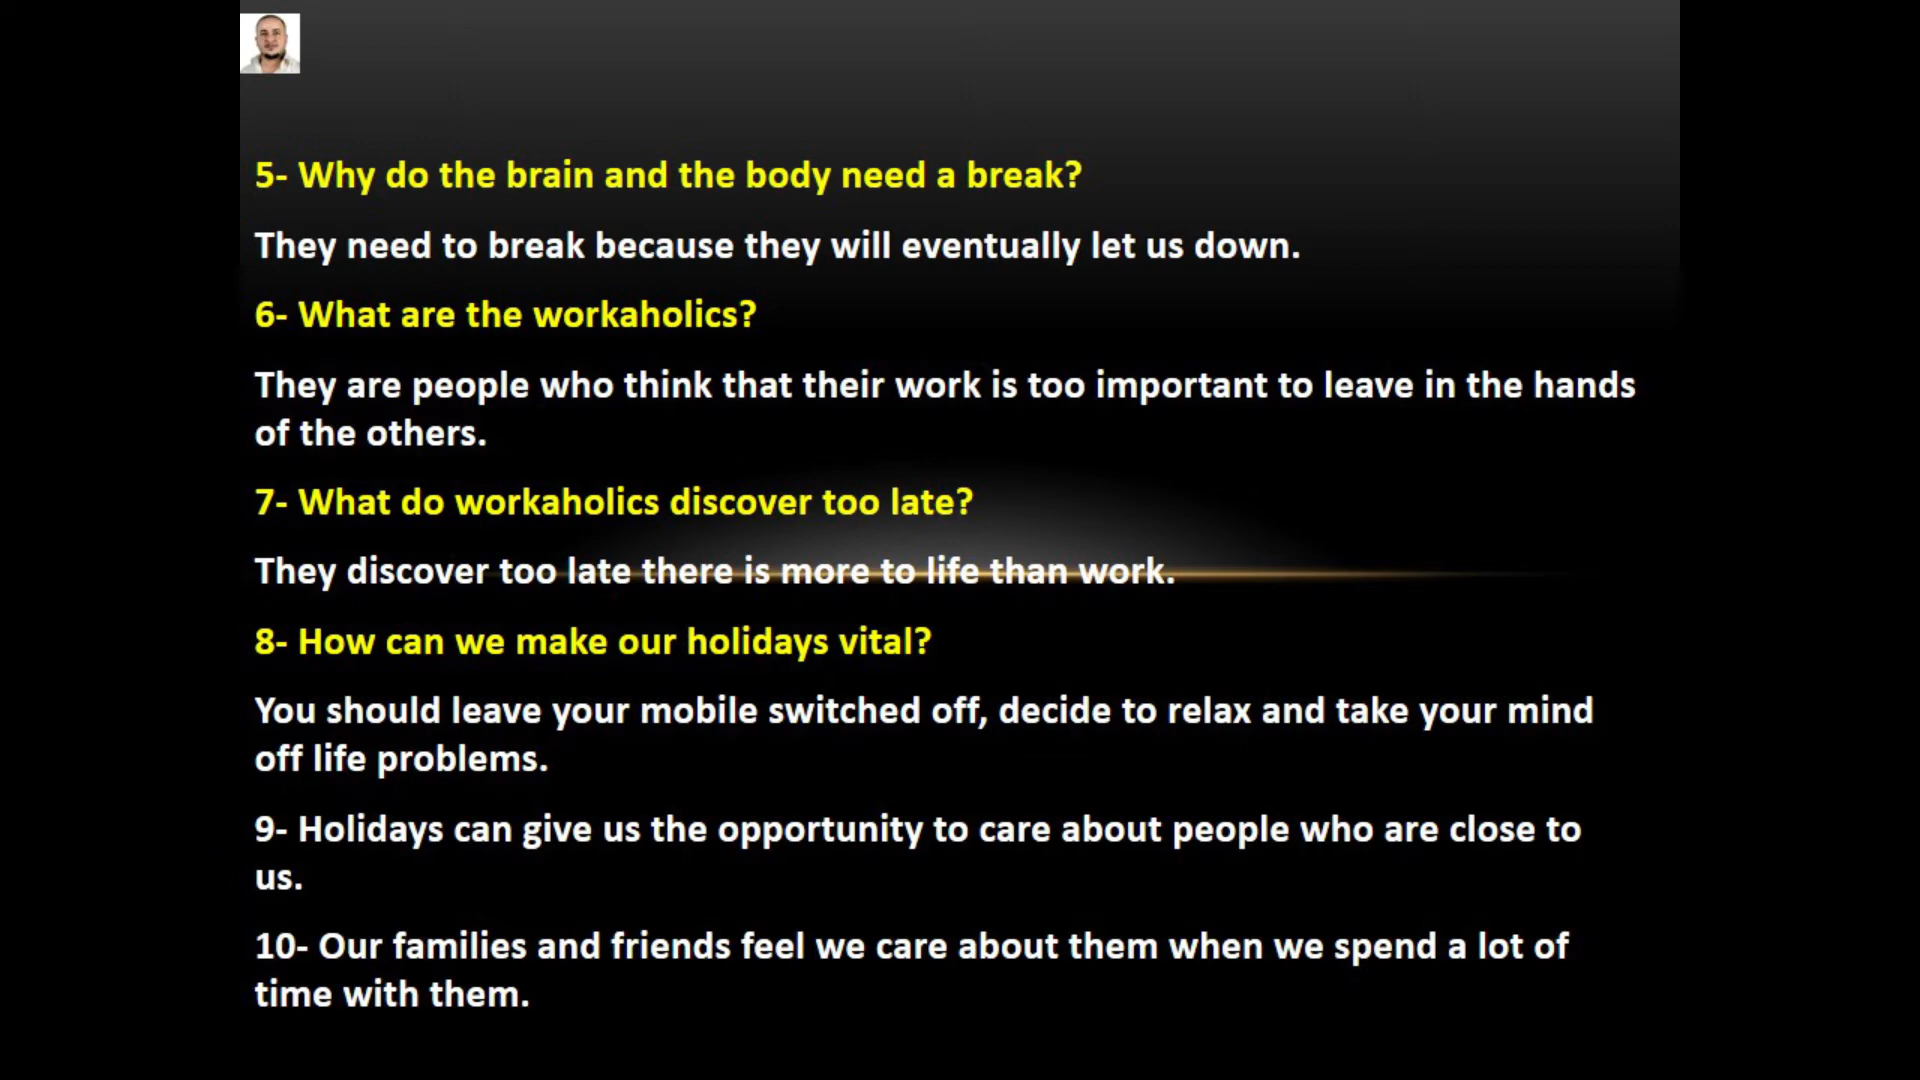 5- Why do the brain and the body need a break?
They need to break because they will eventually let us down.
6- What are the workaholics?
They are people who think that their work is too important to leave in the hands
of the others.
7- What do workaholics discover too late?
They discover too late there is more to life than work.
8- How can we make our holidays vital?
You should leave your mobile switched off, decide to relax and take your mind
off life problems.
9- Holidays can give us the opportunity to care about people who are close to
us.
10- Our families and friends feel we care about them when we spend a lot of
time with them.